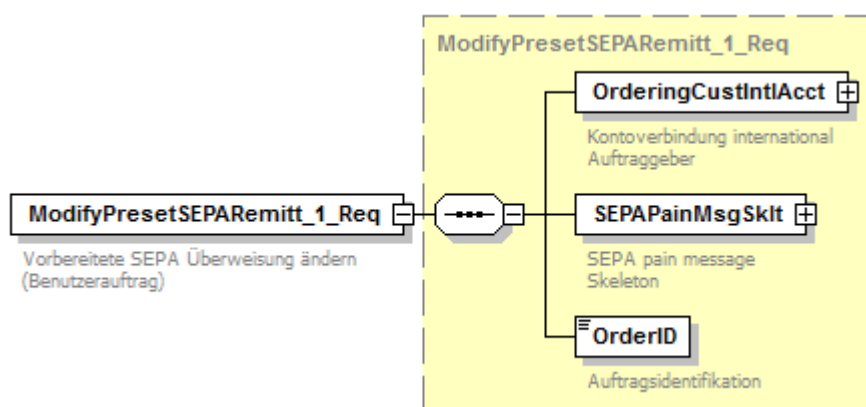 ModifyPresetSEPARemitt_1_Req
OrderingCustIntlAcct
Kontoverbindung international
Auftraggeber
ModifyPresetSEPARemitt_1_Req
Vorbereitete SEPA Überweisung ändern
(Benutzerauftrag)
SEPAPainMsgSklt
SEPA pain message
Skeleton
OrderID
Auftragsidentifikation